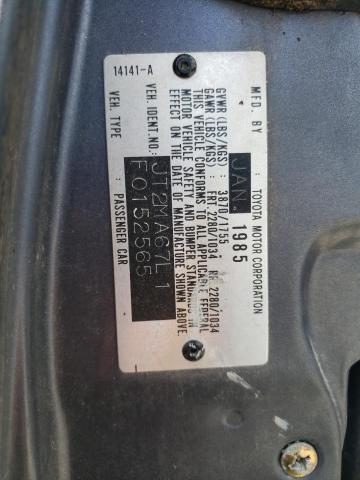 MFD. BY : TOYOTA MOTOR CORPORATION
JAN. 1985
GVWR (LBS/KGS) : 3870/1755
GAWR (LBS/KGS) : FRT 2280/1034 RR 2280/1034
THIS VEHICLE CONFORMS TO ALL APPLICABLE FEDERAL
MOTOR VEHICLE SAFETY AND BUMPER STANDARDS IN
EFFECT ON THE DATE OF MANUFACTURE SHOWN ABOVE.
VEH. IDENT. NO.: JT2MA67L1
F0152565
VEH. TYPE : PASSENGER CAR
14141-A